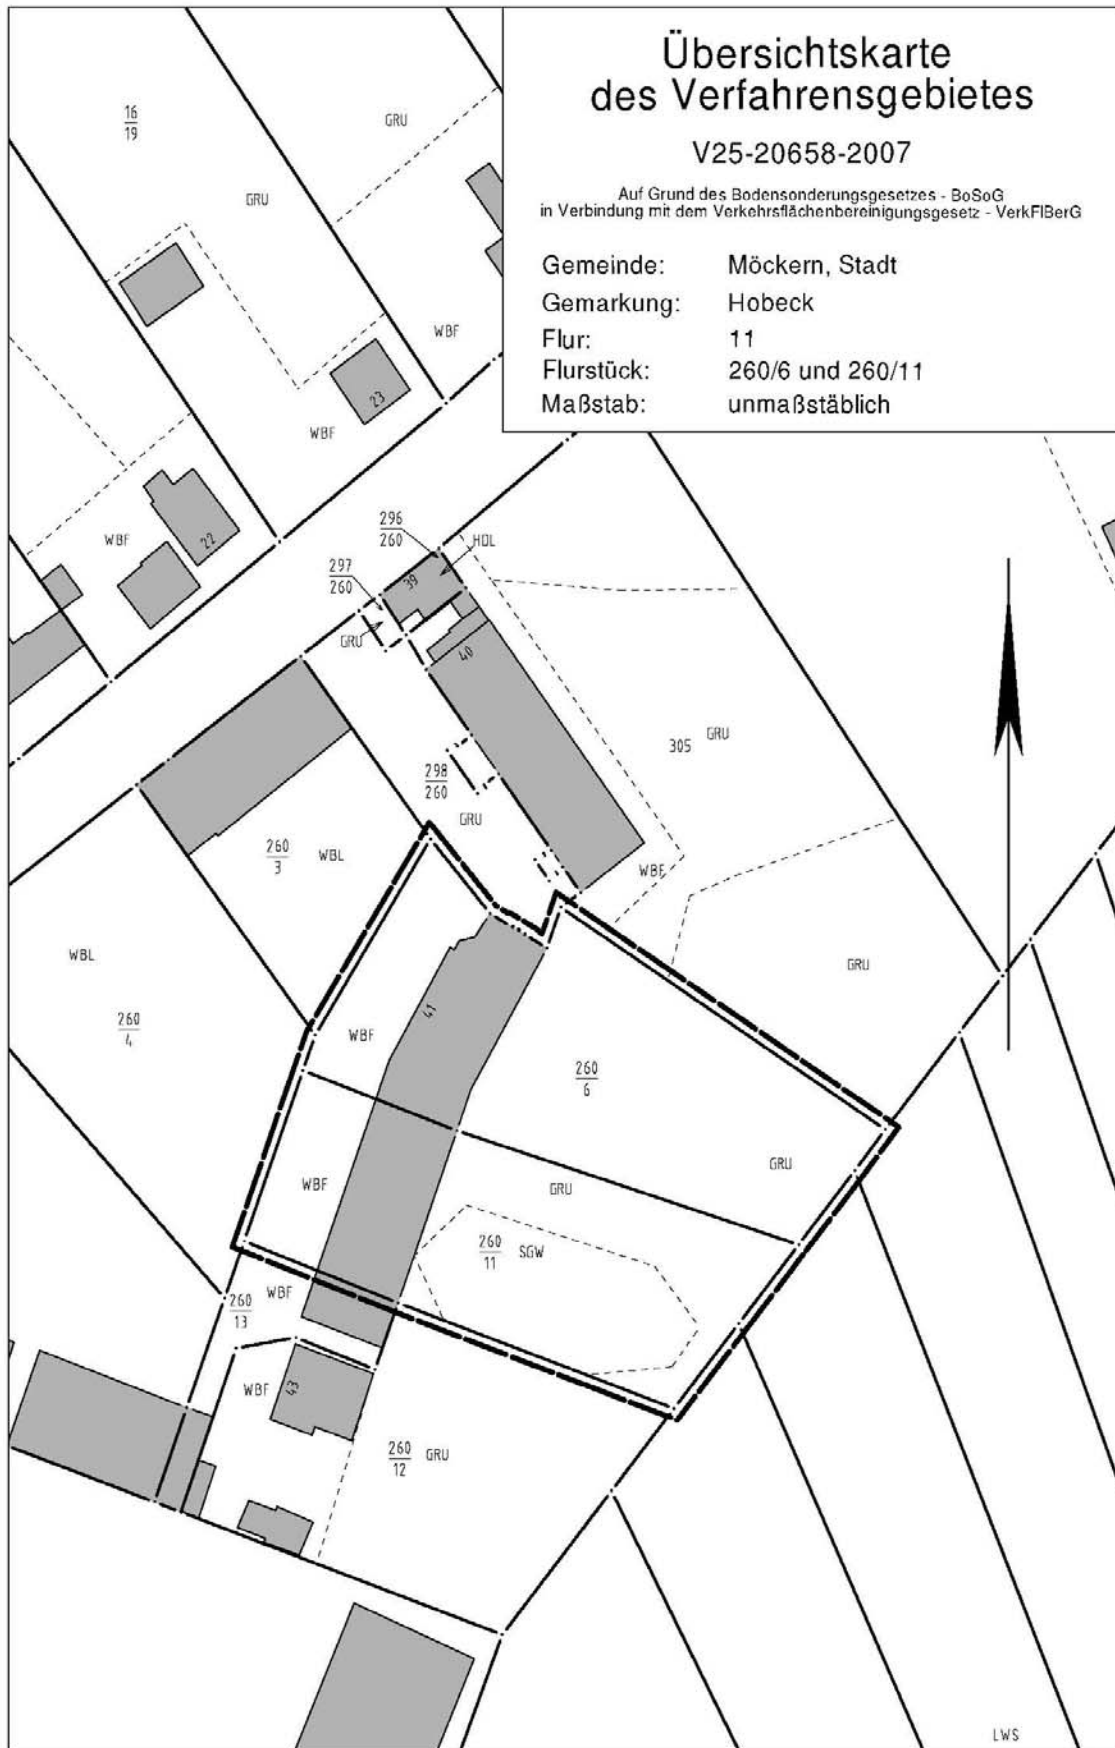 Übersichtskarte
des Verfahrensgebietes
V25-20658-2007
Auf Grund des Bodensonderungsgesetzes - BoSoG
in Verbindung mit dem Verkehrsflächenbereinigungsgesetz - VerkFlBerG
Gemeinde: Möckern, Stadt
Gemarkung: Hobeck
Flur: 11
Flurstück: 260/6 und 260/11
Maßstab: unmaßstäblich
16
19
GRU
GRU
WBF
23
WBF
WBF
22
296
260
HDL
39
297
260
GRU
40
305 GRU
298
260
GRU
260
3
WBL
WBF
WBL
GRU
260
4
41
WBF
260
6
GRU
WBF
GRU
260
11
SGW
WBF
260
13
WBF
43
260
12
GRU
LWS